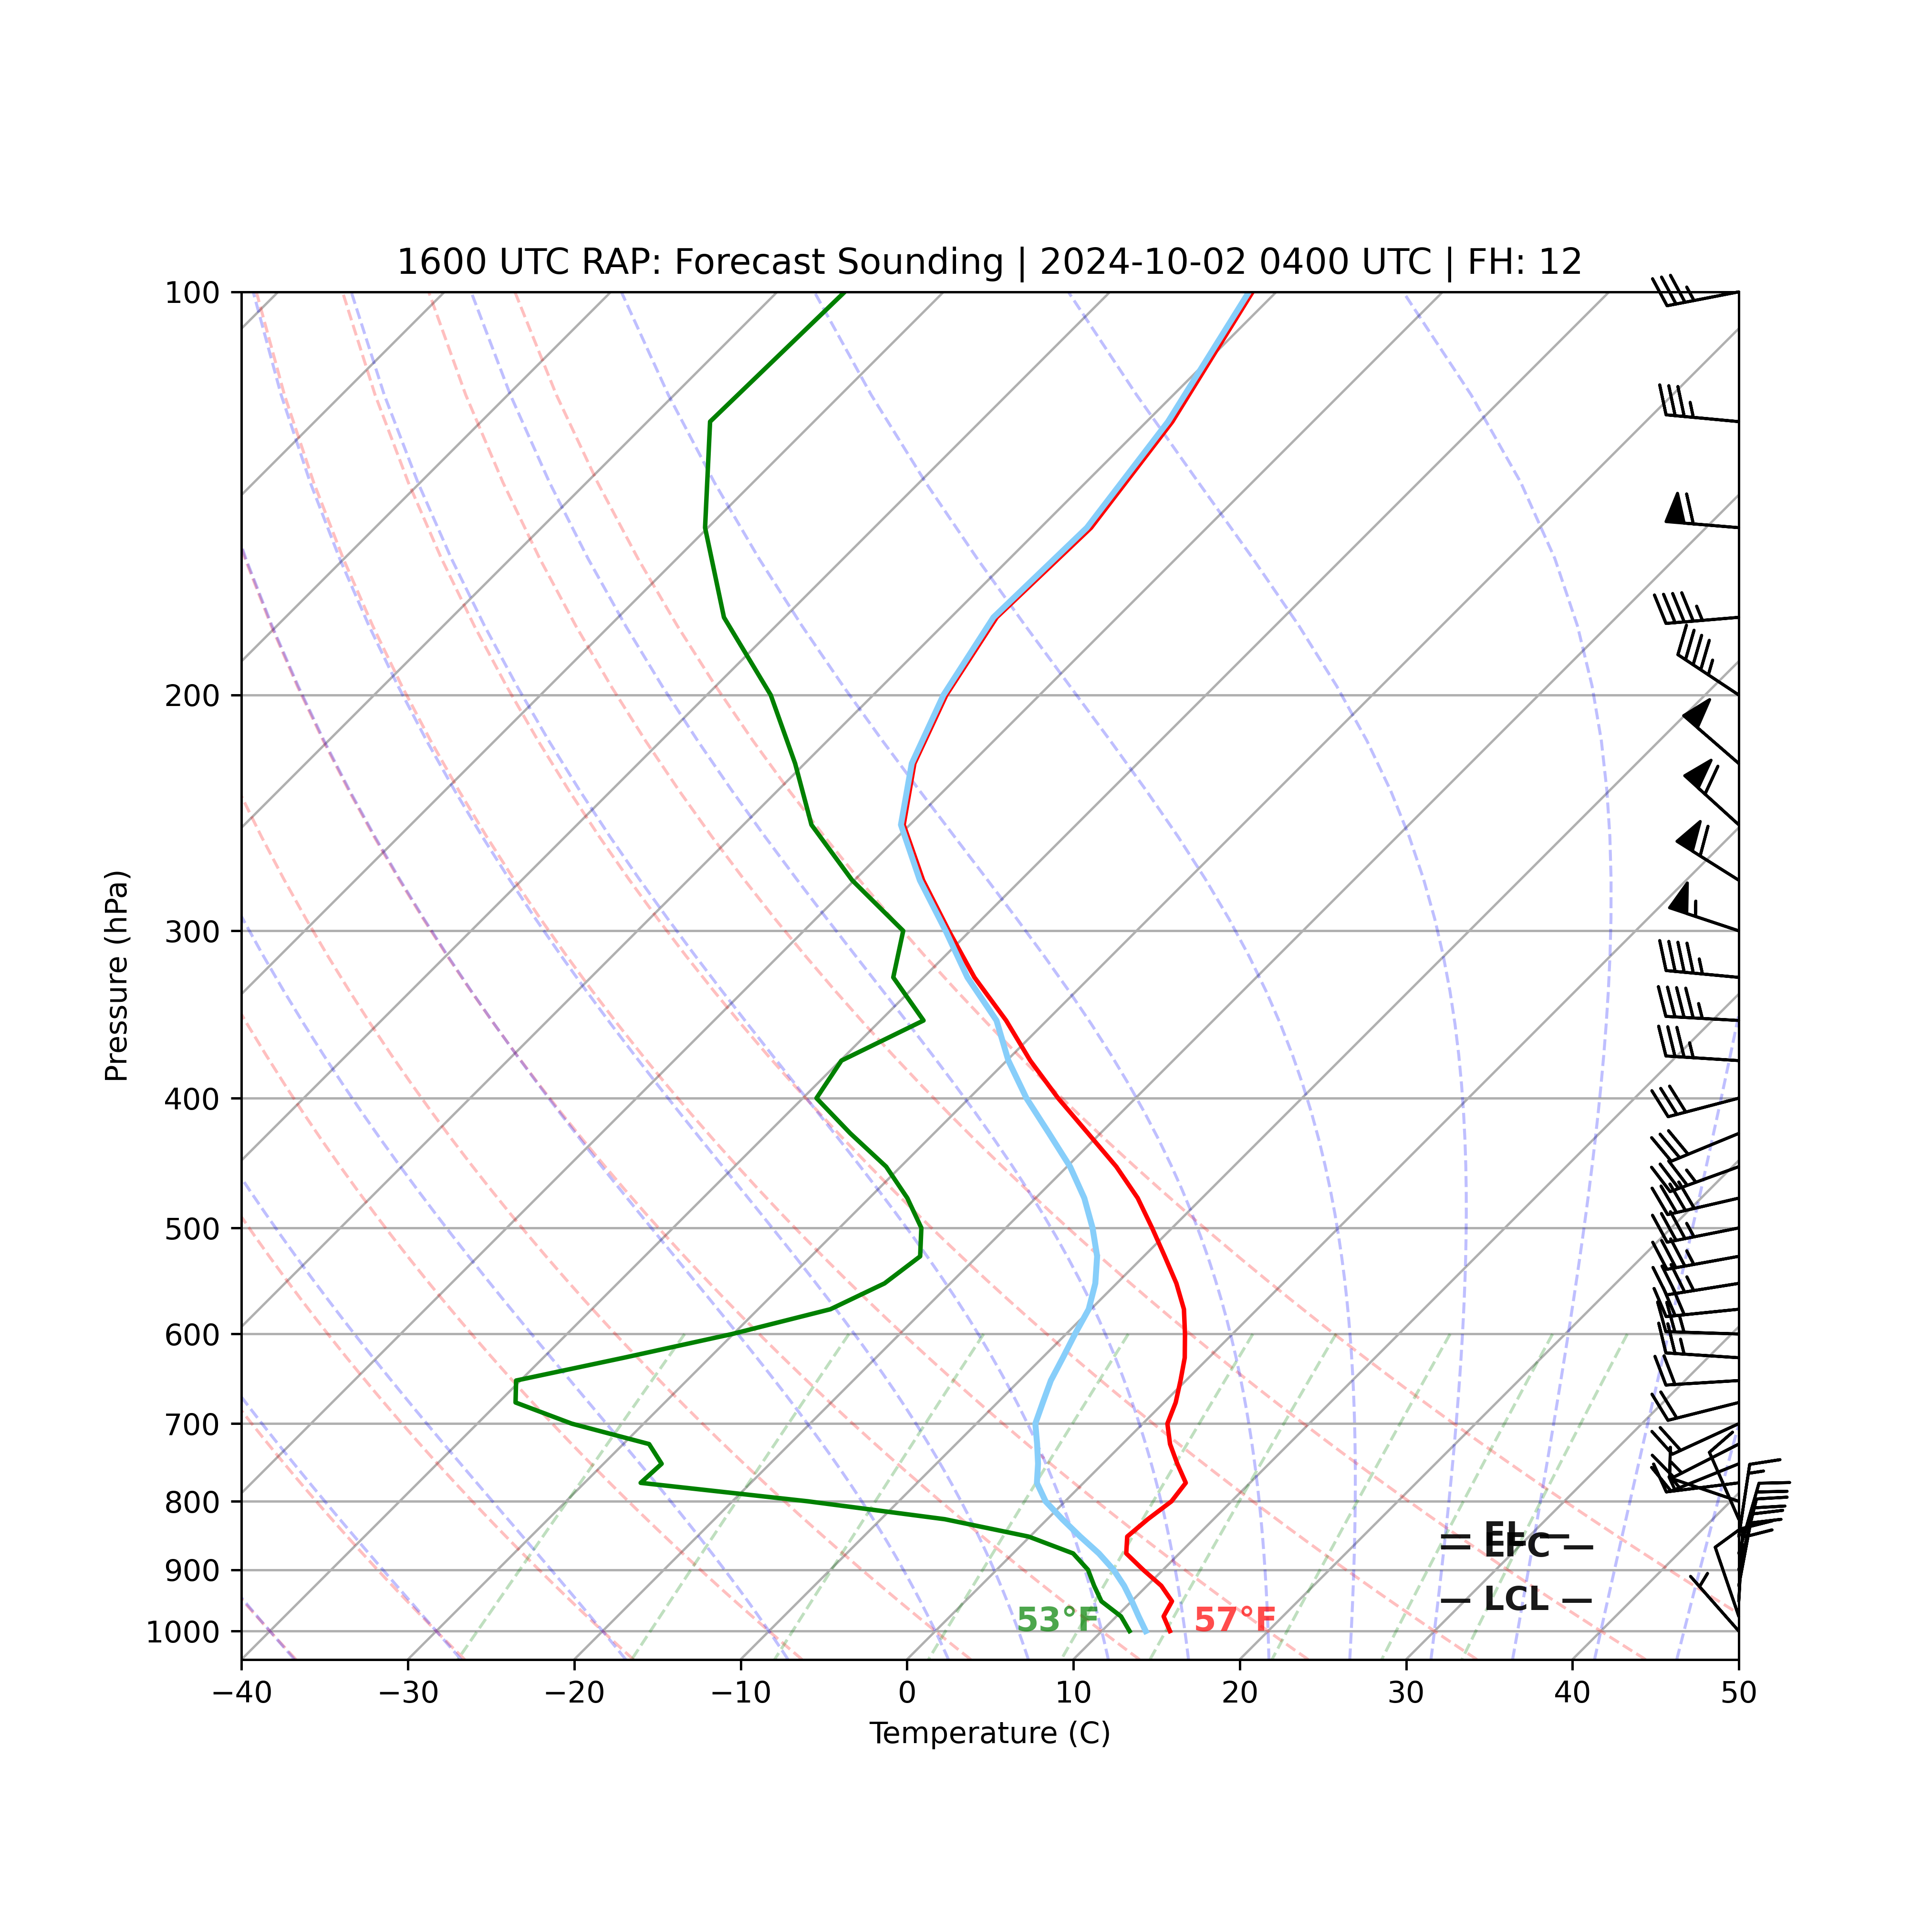 1600 UTC RAP: Forecast Sounding | 2024-10-02 0400 UTC | FH: 12
100
200
300
400
500
600
700
800
900
1000
Pressure (hPa)
— EL —
— LFC —
— LCL —
53°F 57°F
−40 −30 −20 −10 0 10 20 30 40 50
Temperature (C)